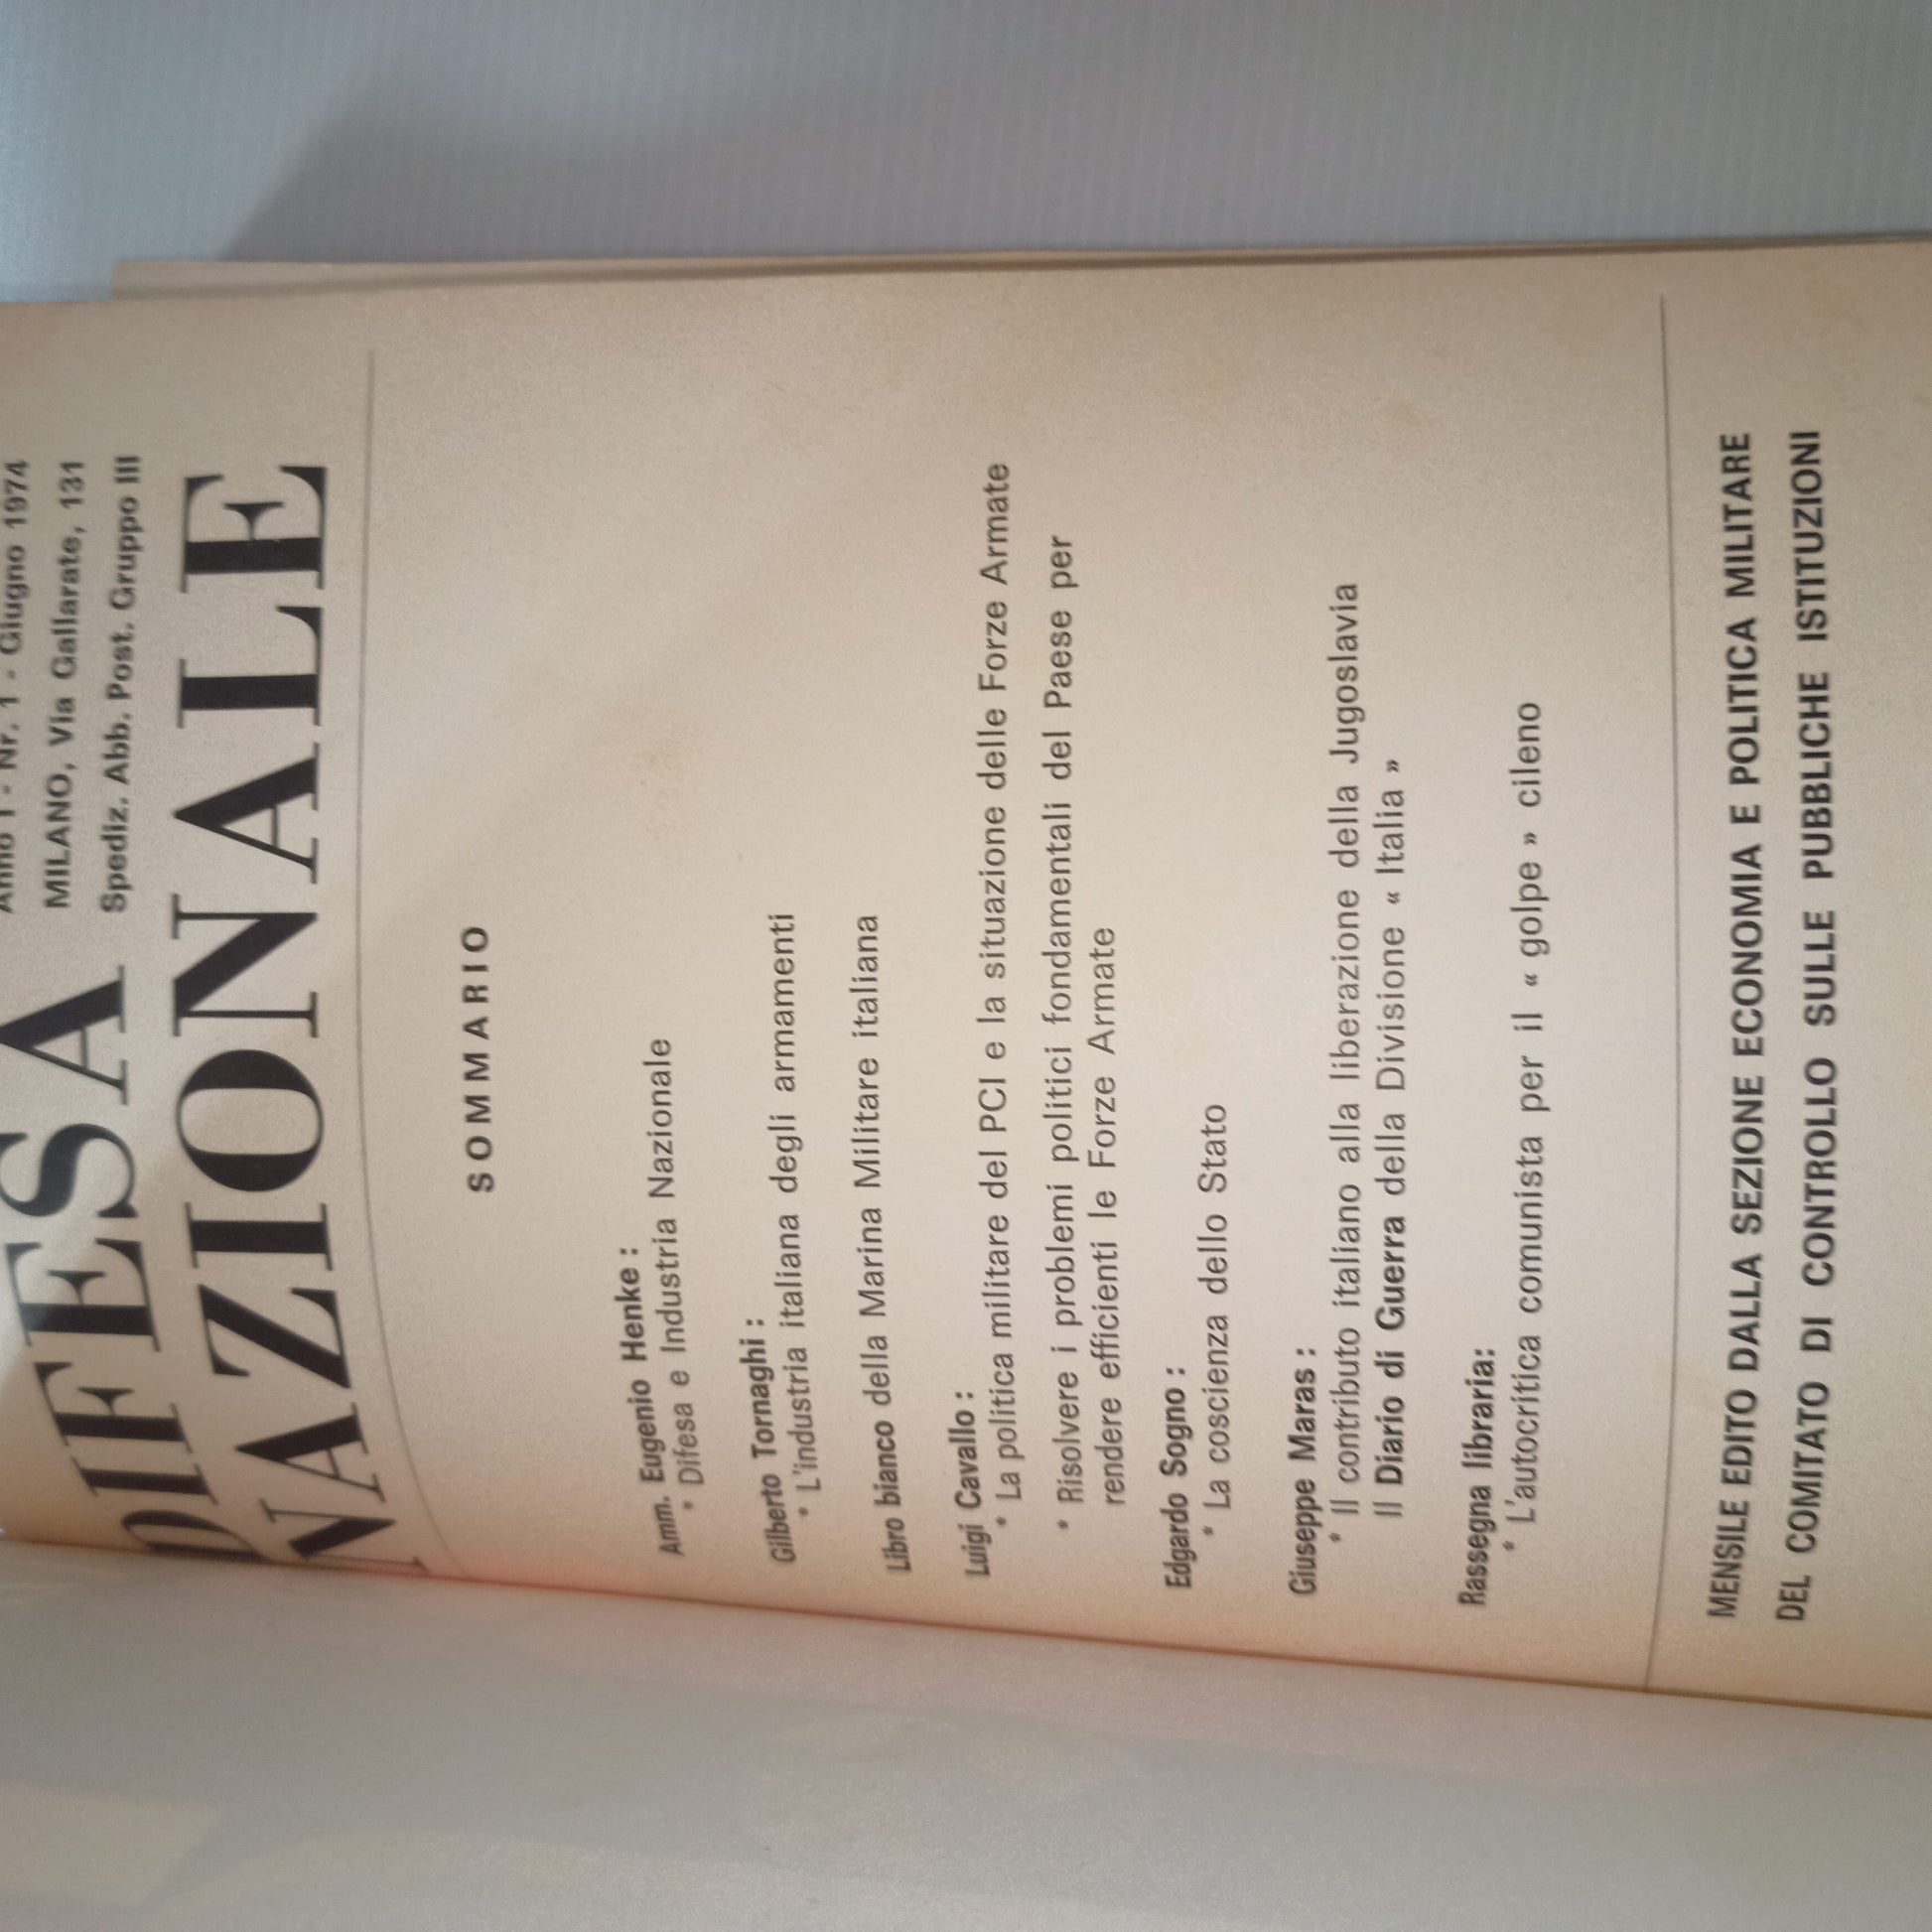 Anno I - Nr. 1 - Giugno 1974
MILANO, Via Gallarate, 131
Spediz. Abb. Post. Gruppo III
DIFESA
NAZIONALE
SOMMARIO
Amm. Eugenio Henke :
* Difesa e Industria Nazionale
Gilberto Tornaghi :
* L'industria italiana degli armamenti
Libro bianco della Marina Militare italiana
Luigi Cavallo :
* La politica militare del PCI e la situazione delle Forze Armate
* Risolvere i problemi politici fondamentali del Paese per
rendere efficienti le Forze Armate
Edgardo Sogno :
* La coscienza dello Stato
Giuseppe Maras :
* Il contributo italiano alla liberazione della Jugoslavia
Il Diario di Guerra della Divisione « Italia »
Rassegna libraria:
* L'autocritica comunista per il « golpe » cileno
MENSILE EDITO DALLA SEZIONE ECONOMIA E POLITICA MILITARE
DEL COMITATO DI CONTROLLO SULLE PUBBLICHE ISTITUZIONI